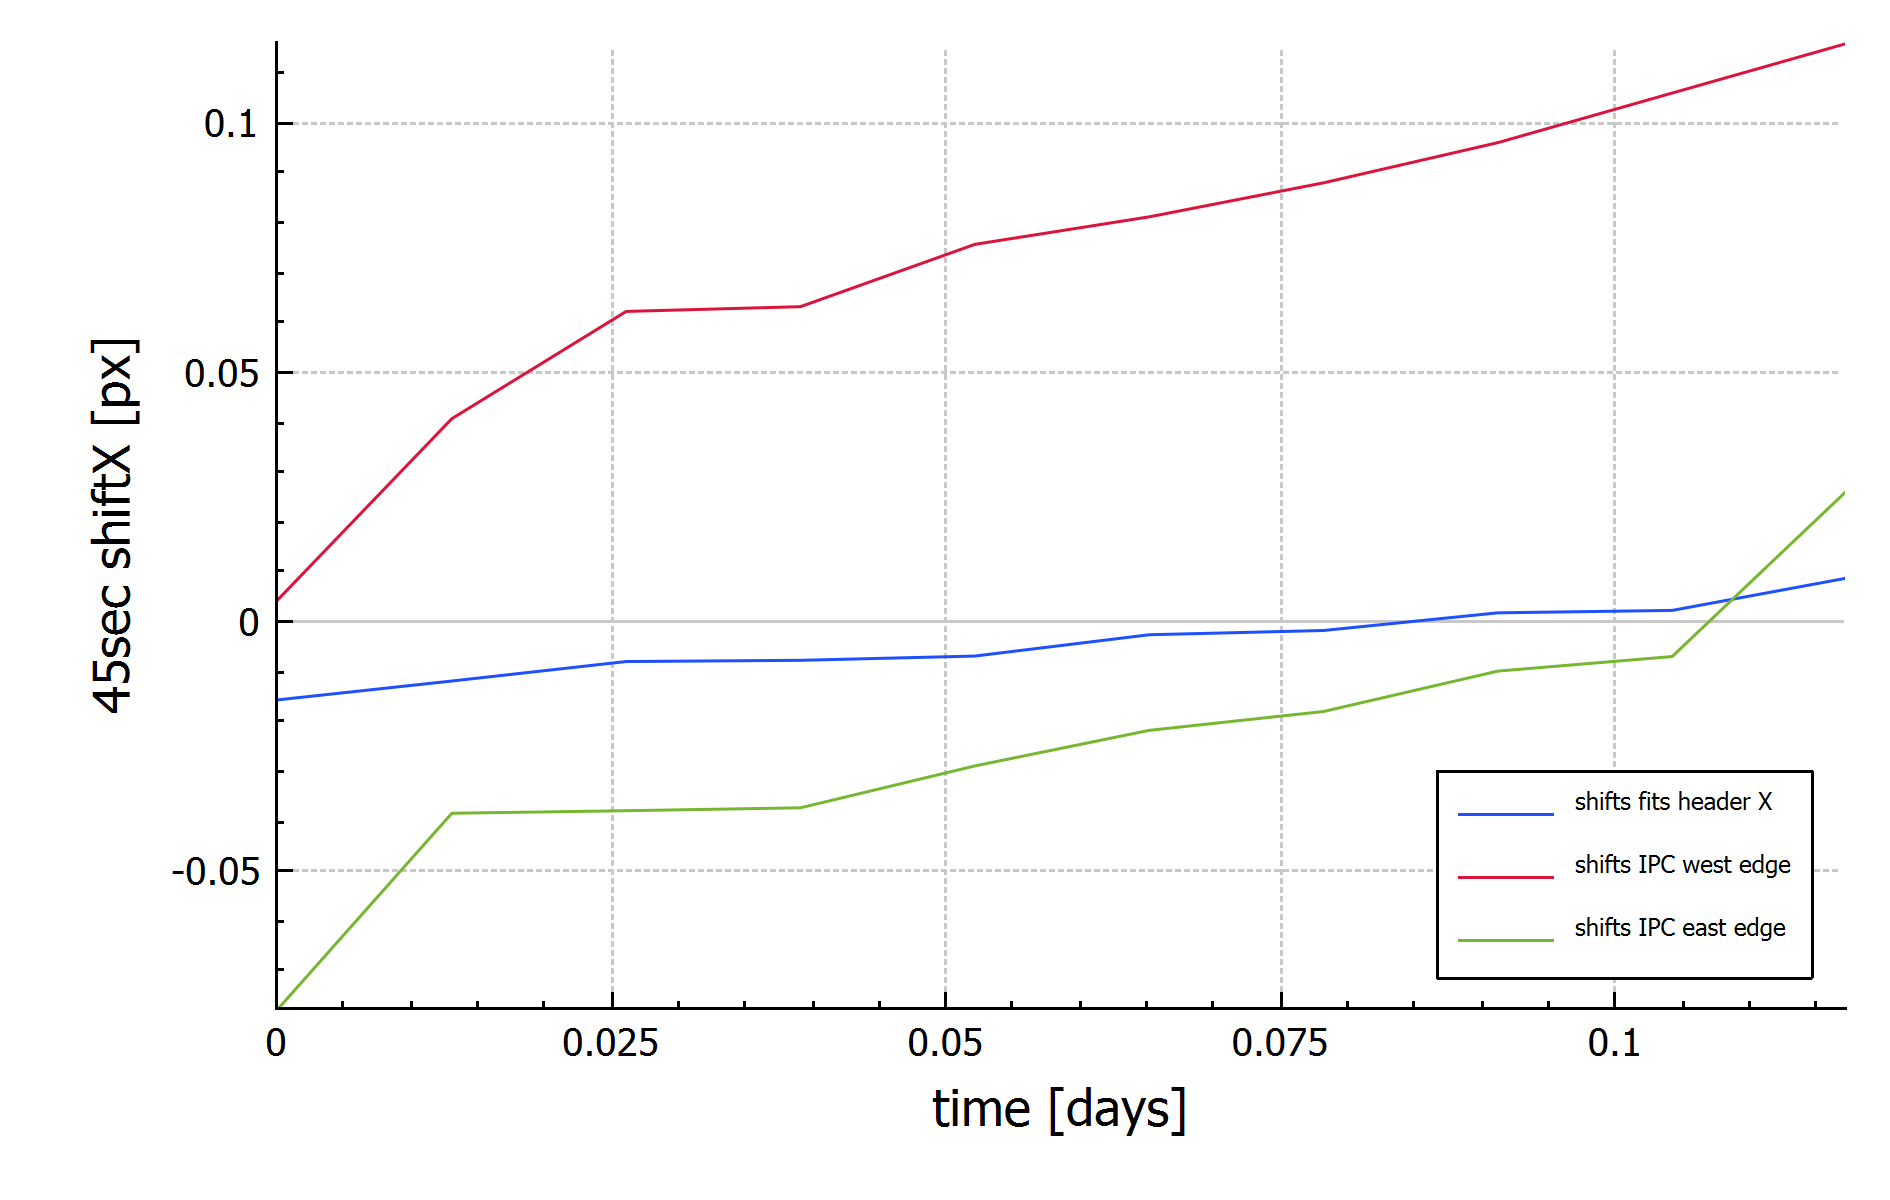 0.1
0.05
0
-0.05
45sec shiftX [px]
shifts fits header X
shifts IPC west edge
shifts IPC east edge
0 0.025 0.05 0.075 0.1
time [days]